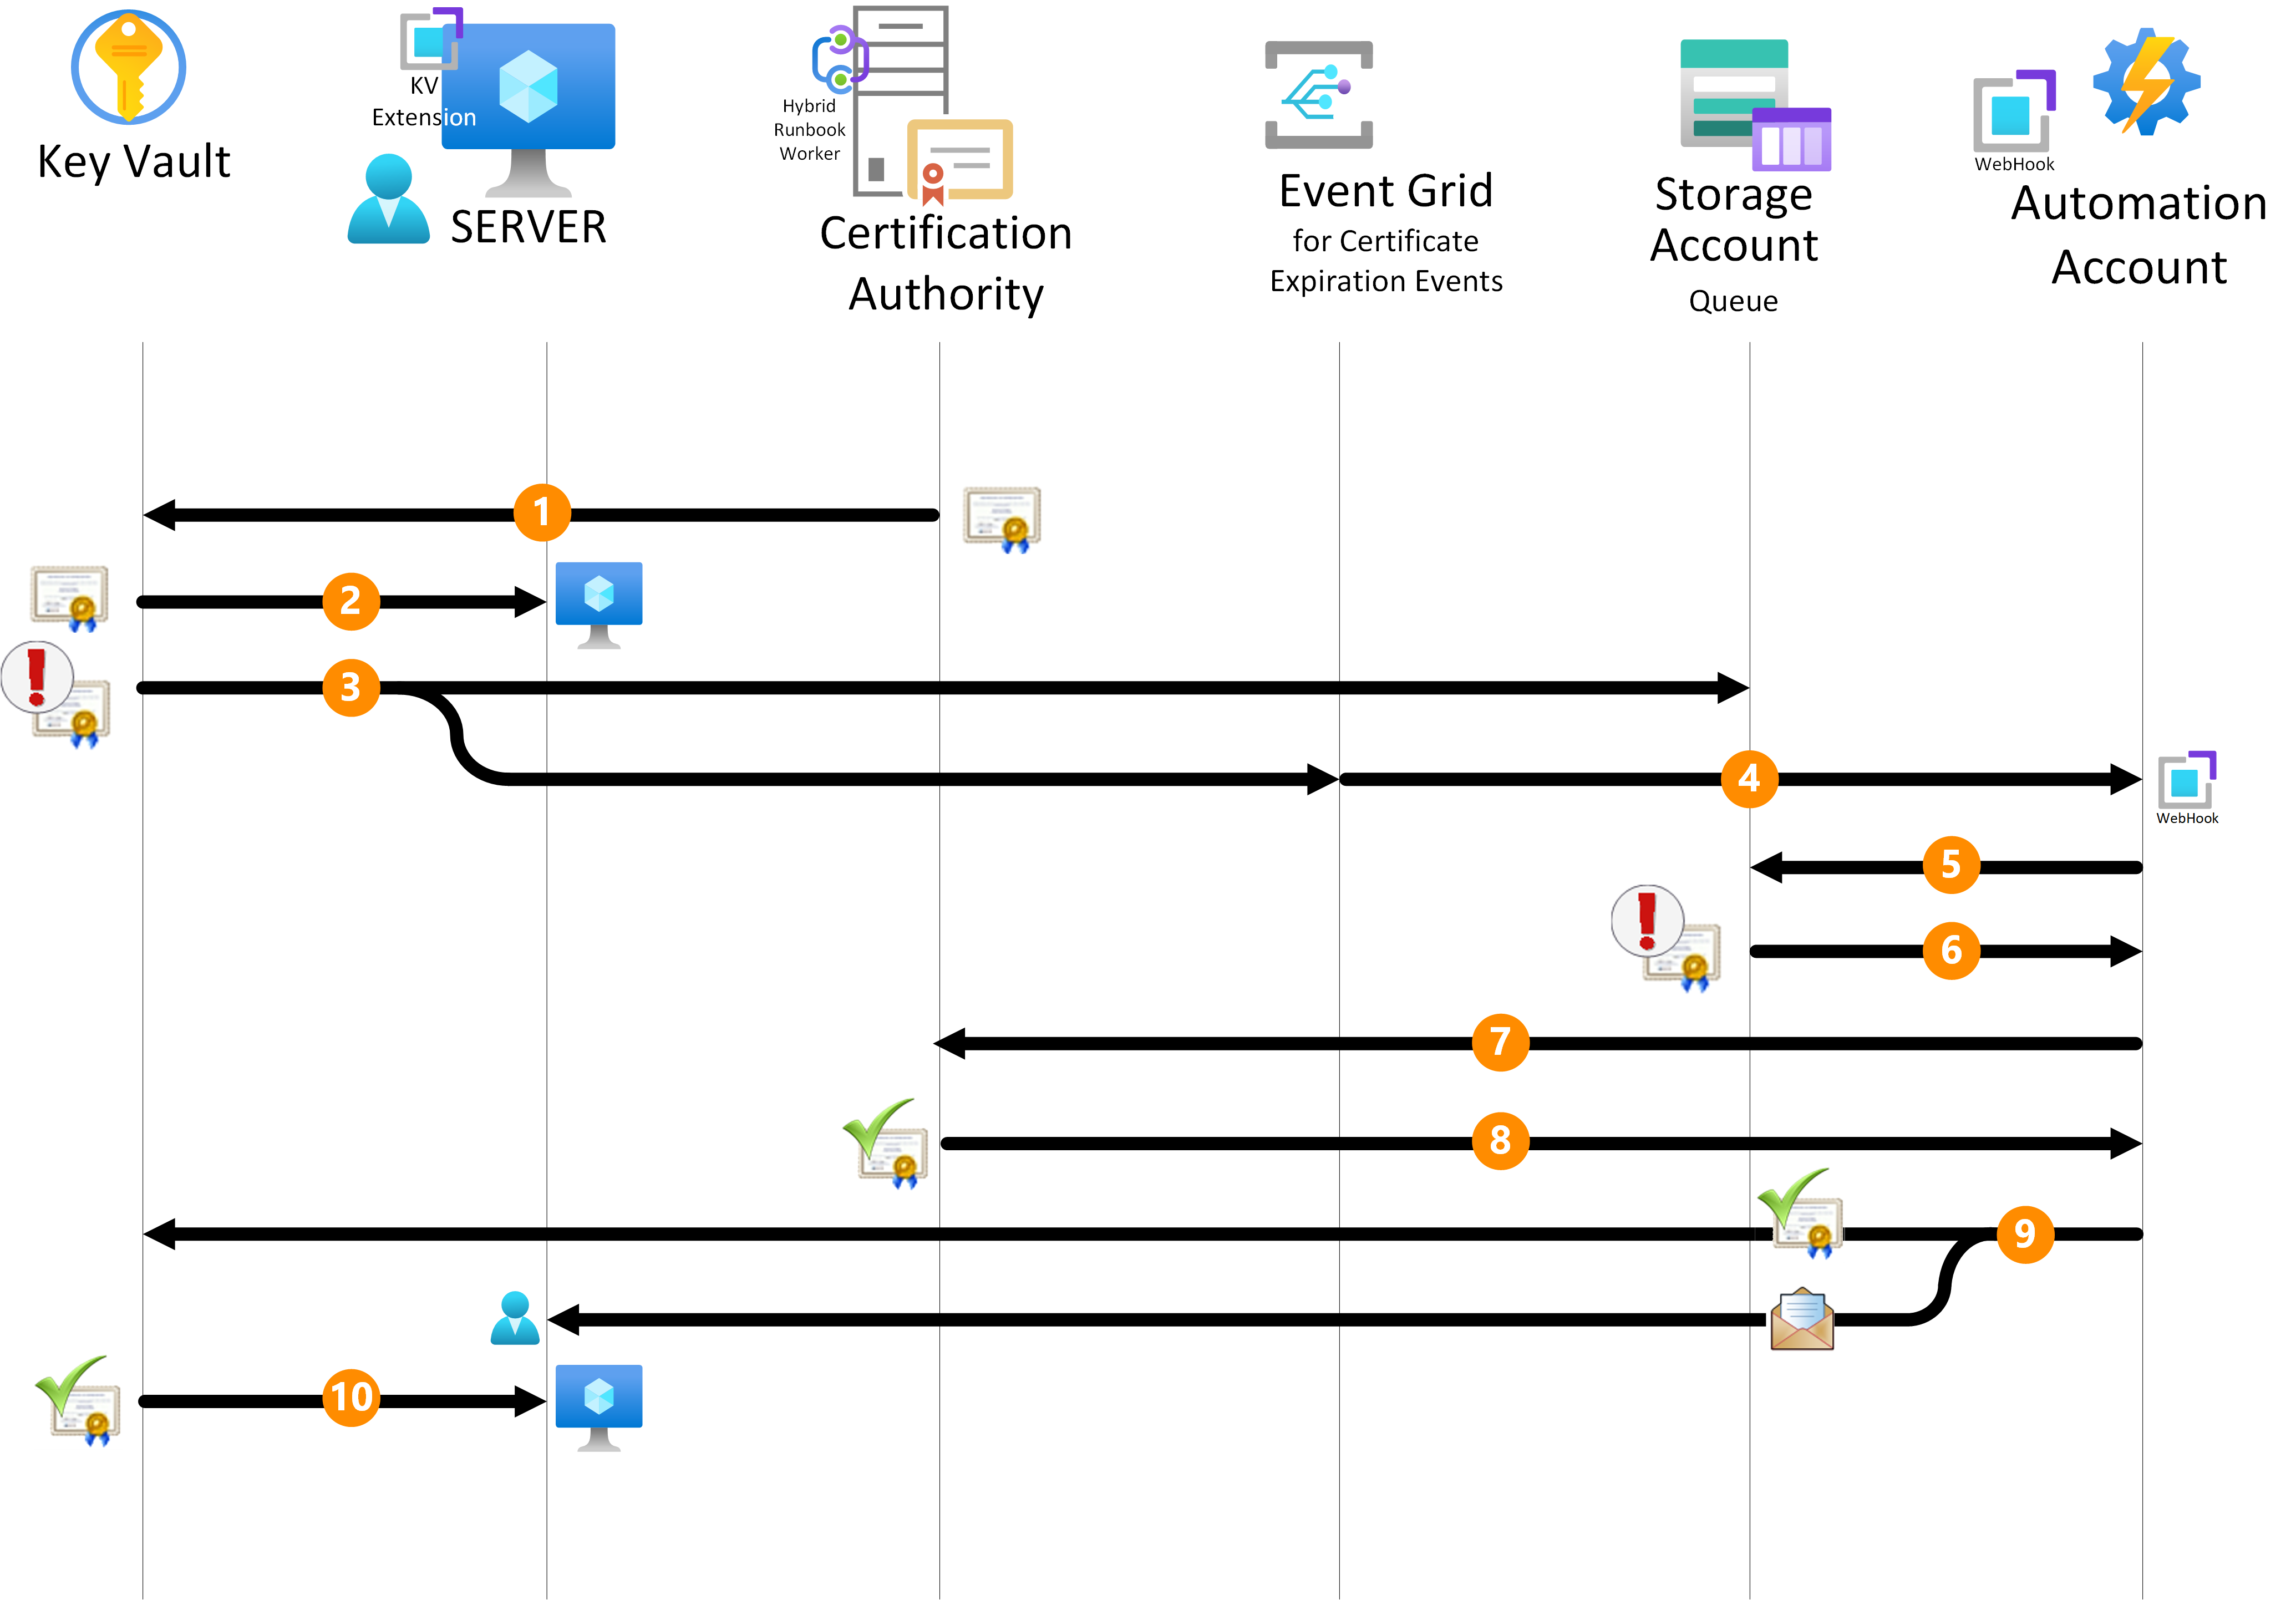 Key Vault
KV
Extension
SERVER
Hybrid
Runbook
Worker
Certification
Authority
Event Grid
for Certificate
Expiration Events
Storage
Account
Queue
WebHook
Automation
Account
1
2
3
4
WebHook
5
6
7
8
9
10